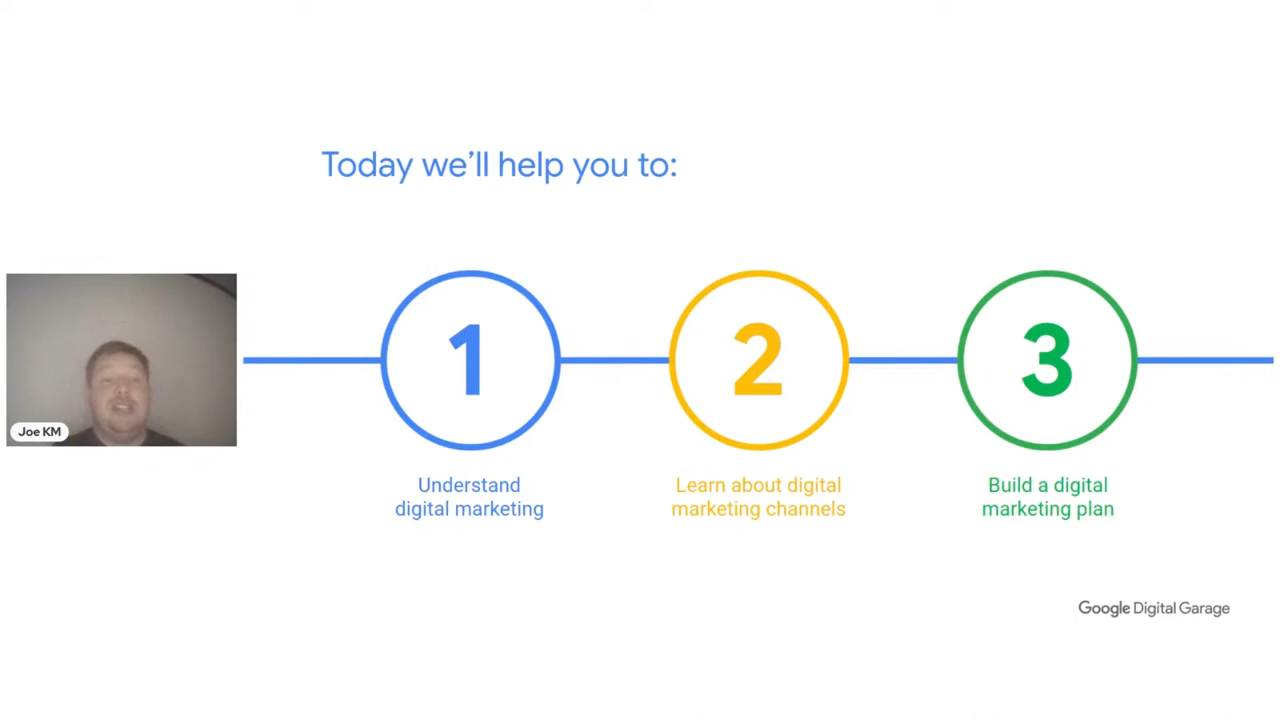 Today we’ll help you to:
Joe KM
1
2
3
Understand
digital marketing
Learn about digital
marketing channels
Build a digital
marketing plan
Google Digital Garage